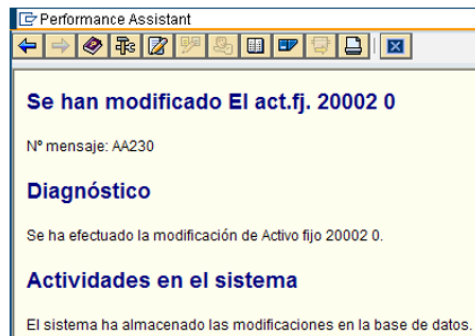 Performance Assistant
Se han modificado El act.fj. 20002 0
Nº mensaje: AA230
Diagnóstico
Se ha efectuado la modificación de Activo fijo 20002 0.
Actividades en el sistema
El sistema ha almacenado las modificaciones en la base de datos.